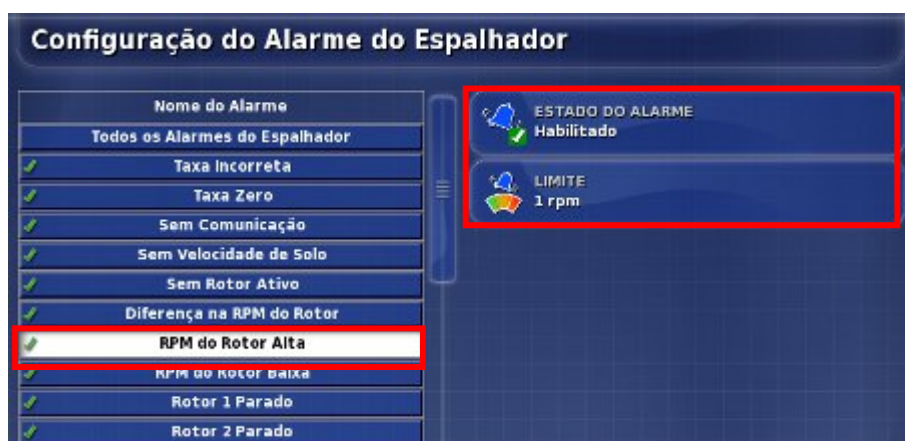 Configuração do Alarme do Espalhador
Nome do Alarme
Todos os Alarmes do Espalhador
Taxa Incorreta
Taxa Zero
Sem Comunicação
Sem Velocidade de Solo
Sem Rotor Ativo
Diferença na RPM do Rotor
RPM do Rotor Alta
RPM do Rotor Baixa
Rotor 1 Parado
Rotor 2 Parado
ESTADO DO ALARME
Habilitado
LIMITE
1 rpm